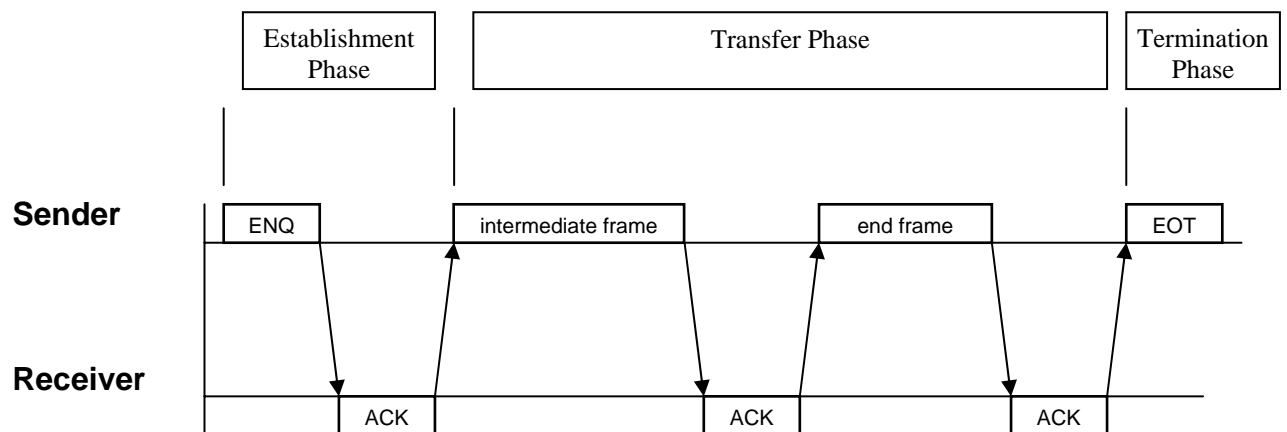 Establishment
Phase
Transfer Phase
Termination
Phase
Sender
ENQ
intermediate frame
end frame
EOT
Receiver
ACK
ACK
ACK